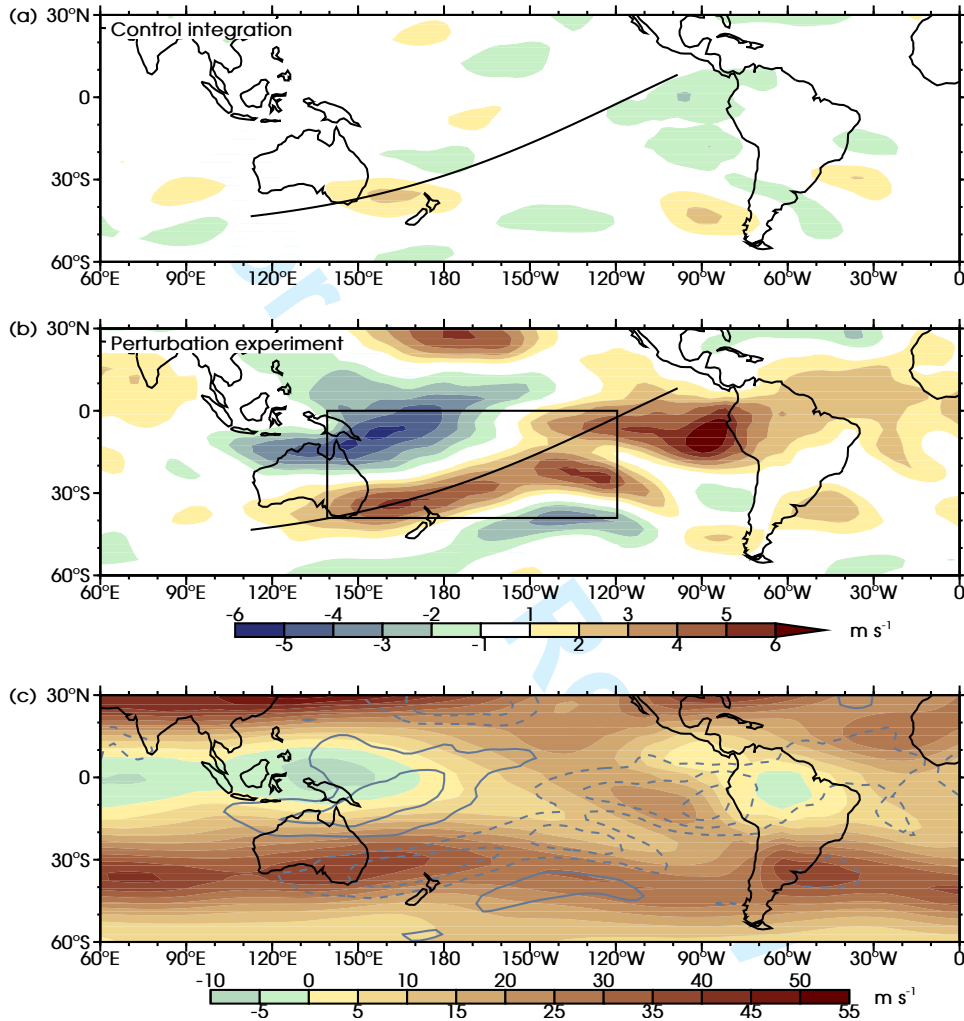 (a) 30°N
Control integration
0
30°S
60°S
60°E 90°E 120°E 150°E 180 150°W 120°W 90°W 60°W 30°W 0
(b) 30°N
Perturbation experiment
0
30°S
60°S
60°E 90°E 120°E 150°E 180 150°W 120°W 90°W 60°W 30°W 0
-6 -4 -2 1 3 5
-5 -3 -1 2 4 6 m s⁻¹
(c) 30°N
0
30°S
60°S
60°E 90°E 120°E 150°E 180 150°W 120°W 90°W 60°W 30°W 0
-10 0 10 20 30 40 50
-5 5 15 25 35 45 55 m s⁻¹